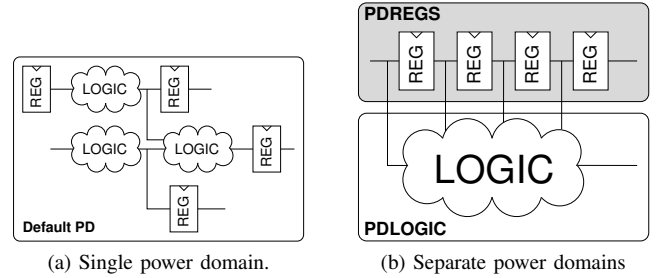 REG
LOGIC
REG
LOGIC
LOGIC
REG
REG
Default PD
(a) Single power domain.
PDREGS
REG
REG
REG
REG
LOGIC
PDLOGIC
(b) Separate power domains